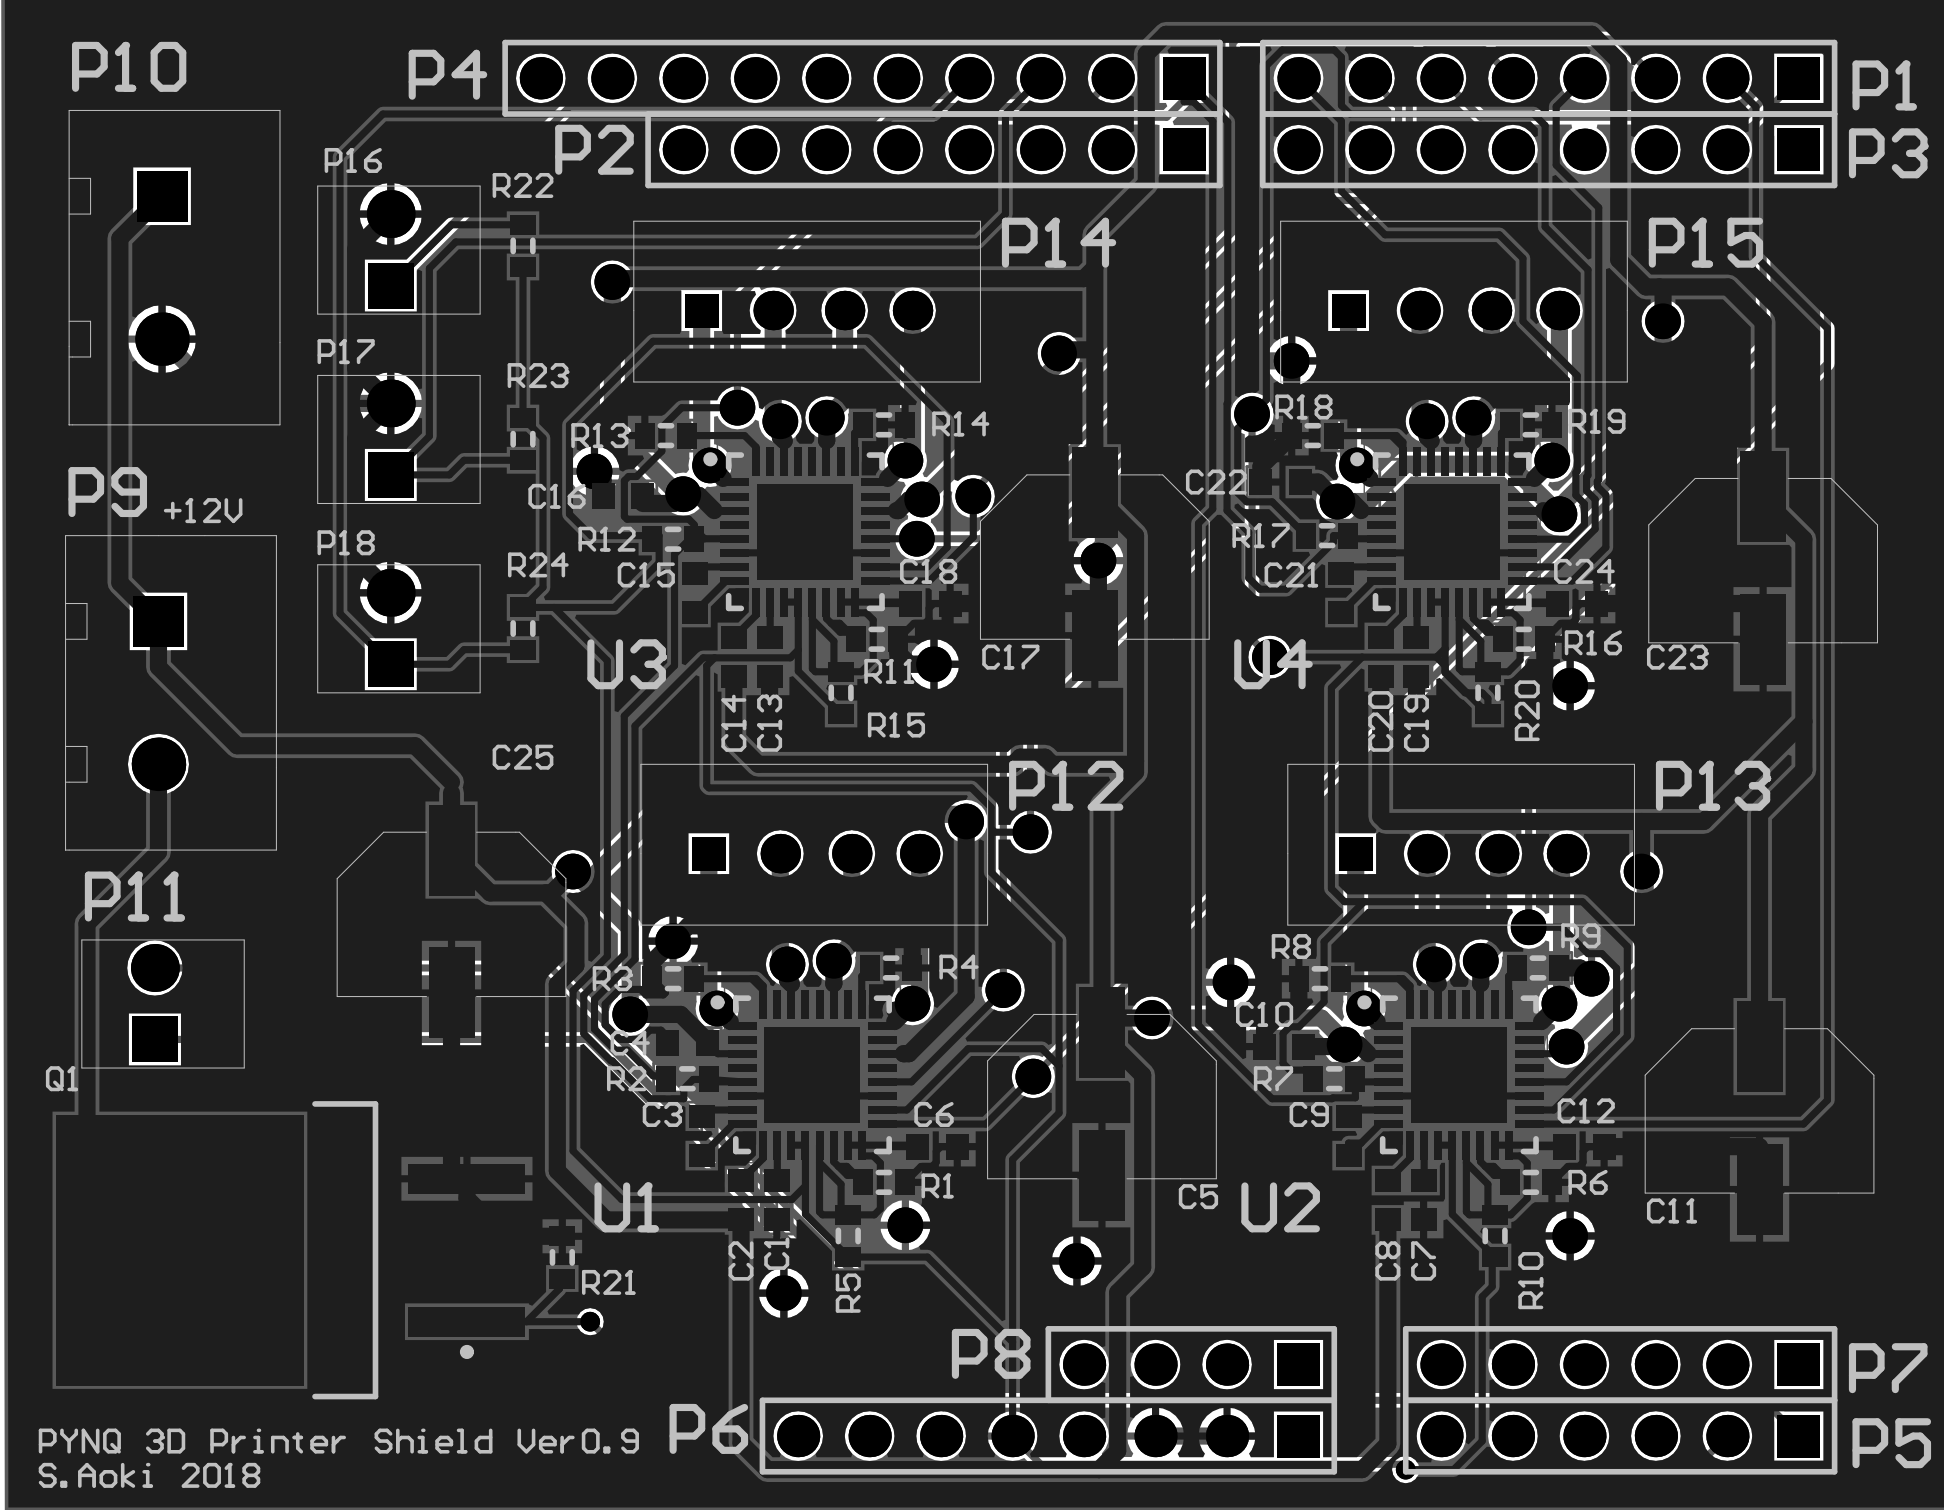 P10
P4
P1
P2
P3
P16
R22
P14
P15
P17
R23
R13
R14
R18
R19
P9
+12V
C16
C22
P18
R24
R12
C15
C18
R17
C21
C24
U3
R11
C17
U4
R16
C23
C14
C13
R15
C20
C19
R20
C25
P12
P13
P11
R3
R4
R8
R9
C4
C10
Q1
R2
C3
C6
R7
C9
C12
U1
R1
C5
U2
R6
C11
C2
C1
R5
R21
C8
C7
R10
P8
P7
P6
P5
PYNQ 3D Printer Shield Ver0.9
S.Aoki 2018